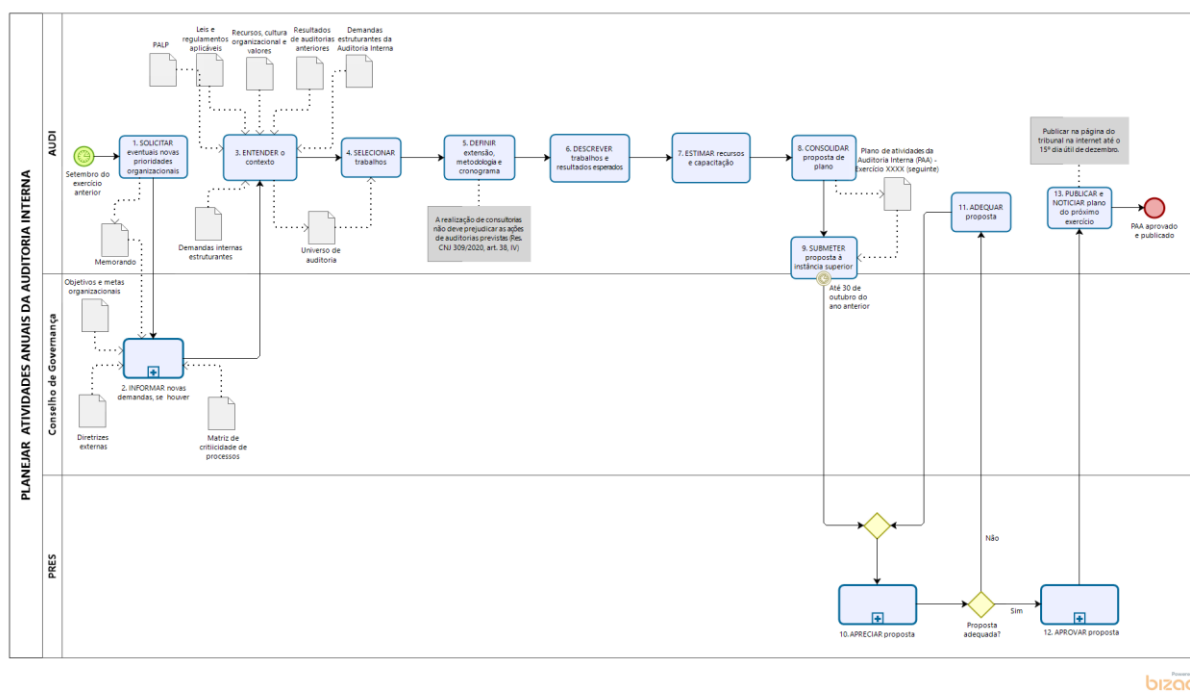 PLANEJAR ATIVIDADES ANUAIS DA AUDITORIA INTERNA
AUDI
Setembro do
exercício
anterior
1. SOLICITAR
eventuais novas
prioridades
organizacionais
Memorando
PALP
Leis e
regulamentos
aplicáveis
Recursos, cultura
organizacional e
valores
Resultados
de auditorias
anteriores
Demandas
estruturantes da
Auditoria Interna
3. ENTENDER o
contexto
Demandas internas
estruturantes
Universo de
auditoria
4. SELECIONAR
trabalhos
5. DEFINIR
extensão,
metodologia e
cronograma
A realização de consultorias
não deve prejudicar as ações
de auditorias previstas (Res.
CNJ 309/2020, art. 38, IV)
6. DESCREVER
trabalhos e
resultados esperados
7. ESTIMAR recursos
e capacitação
8. CONSOLIDAR
proposta de
plano
Plano de atividades da
Auditoria Interna (PAA) -
Exercício XXXX (seguinte)
9. SUBMETER
proposta à
instância superior
Até 30 de
outubro do
ano anterior
11. ADEQUAR
proposta
Publicar na página do
tribunal na internet até o
15º dia útil de dezembro.
13. PUBLICAR e
NOTICIAR plano
do próximo
exercício
PAA aprovado
e publicado
Conselho de Governança
Objetivos e metas
organizacionais
2. INFORMAR novas
demandas, se houver
Diretrizes
externas
Matriz de
critiicidade de
processos
PRES
10. APRECIAR proposta
Proposta
adequada?
Não
Sim
12. APROVAR proposta
Powere
bizag